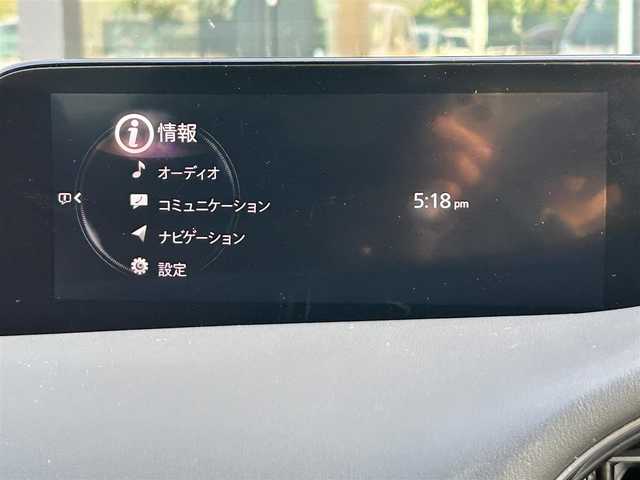 情報
オーディオ
コミュニケーション
5:18 pm
ナビゲーション
設定